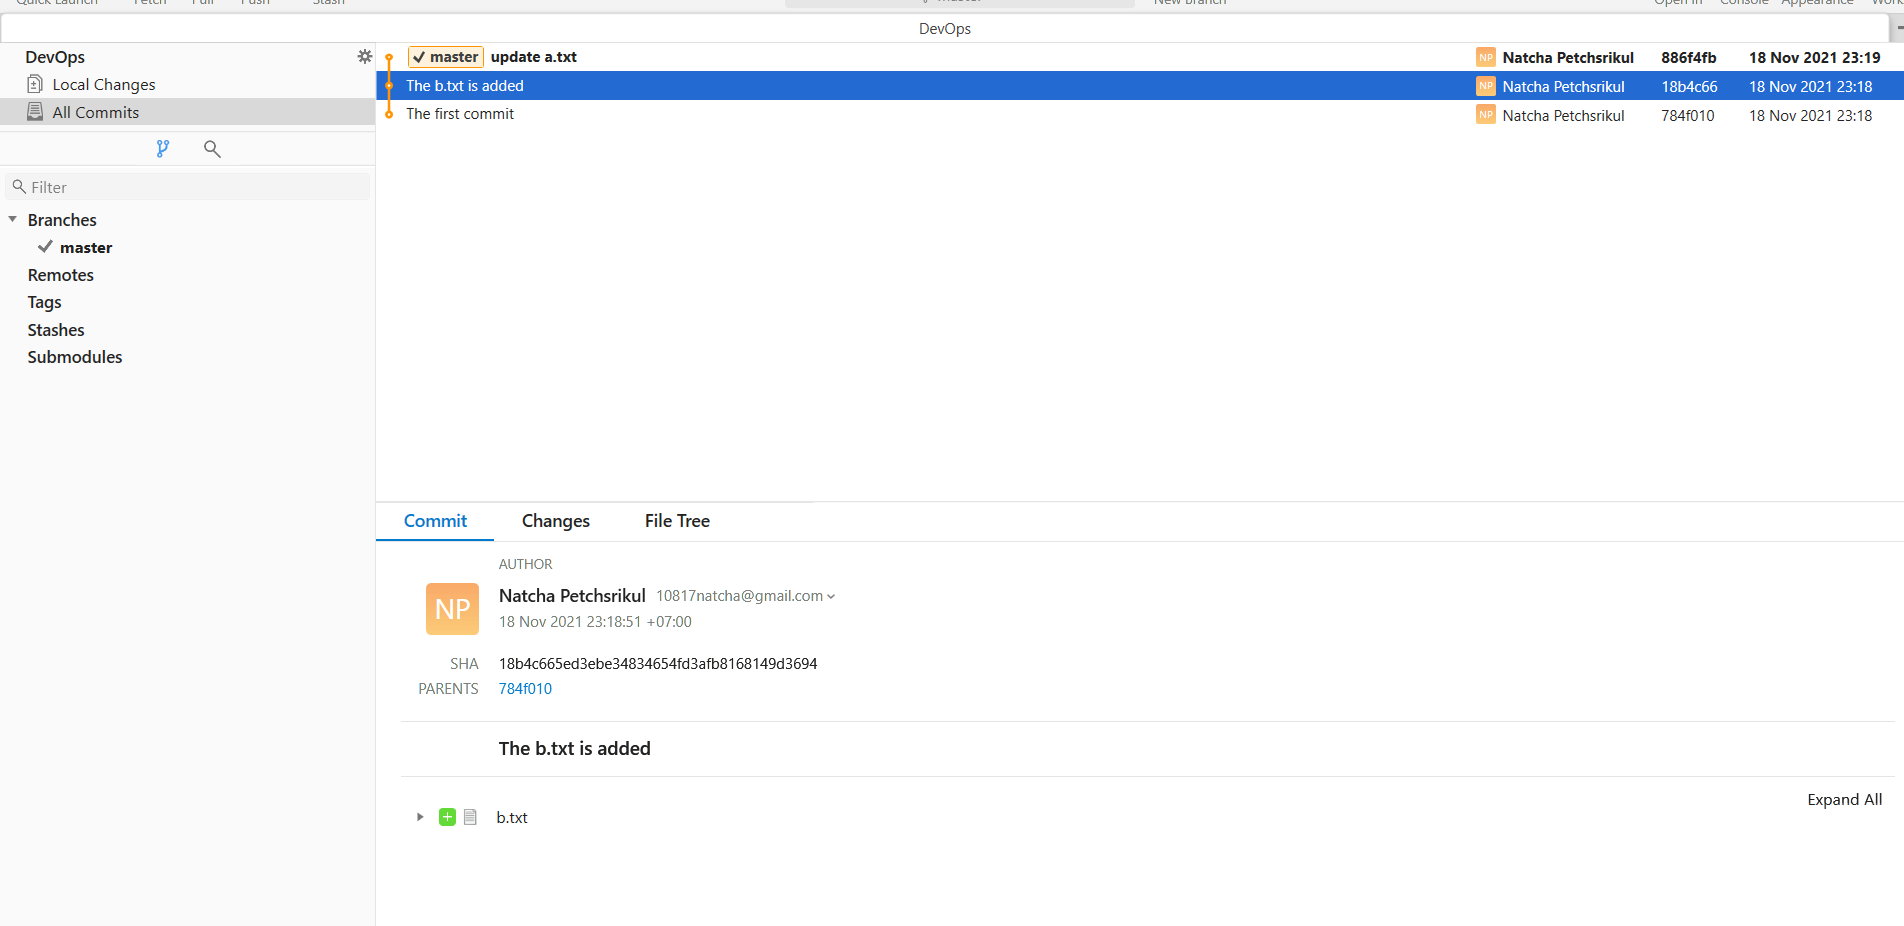 Quick Launch Fetch Pull Push Stash master New Branch Open in Console Appearance
DevOps
DevOps
Local Changes
All Commits
Filter
Branches
master
Remotes
Tags
Stashes
Submodules
master update a.txt NP Natcha Petchsrikul 886f4fb 18 Nov 2021 23:19
The b.txt is added NP Natcha Petchsrikul 18b4c66 18 Nov 2021 23:18
The first commit NP Natcha Petchsrikul 784f010 18 Nov 2021 23:18
Commit Changes File Tree
AUTHOR
NP
Natcha Petchsrikul 10817natcha@gmail.com
18 Nov 2021 23:18:51 +07:00
SHA 18b4c665ed3ebe34834654fd3afb8168149d3694
PARENTS 784f010
The b.txt is added
Expand All
b.txt